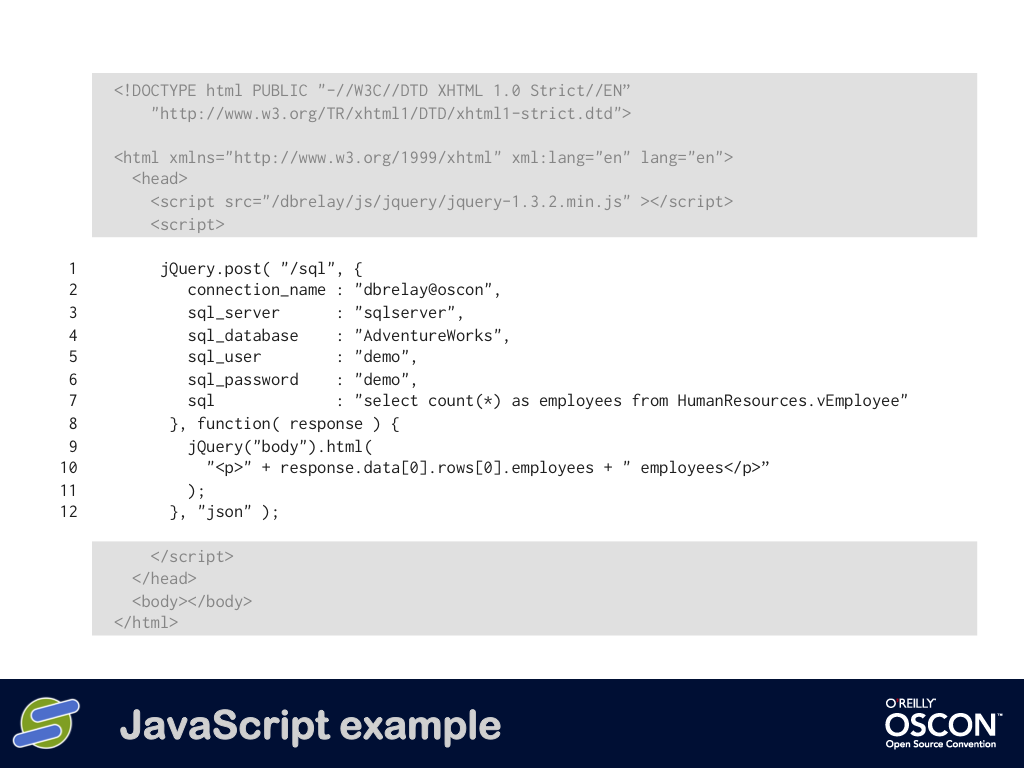 <!DOCTYPE html PUBLIC "-//W3C//DTD XHTML 1.0 Strict//EN”
"http://www.w3.org/TR/xhtml1/DTD/xhtml1-strict.dtd">
<html xmlns="http://www.w3.org/1999/xhtml" xml:lang="en" lang="en">
<head>
<script src="/dbrelay/js/jquery/jquery-1.3.2.min.js" ></script>
<script>
1 jQuery.post( "/sql", {
2 connection_name : "dbrelay@oscon",
3 sql_server : "sqlserver",
4 sql_database : "AdventureWorks",
5 sql_user : "demo",
6 sql_password : "demo",
7 sql : "select count(*) as employees from HumanResources.vEmployee"
8 }, function( response ) {
9 jQuery("body").html(
10 "<p>" + response.data[0].rows[0].employees + " employees</p>”
11 );
12 }, "json" );
</script>
</head>
<body></body>
</html>
JavaScript example
O'REILLY
OSCON™
Open Source Convention